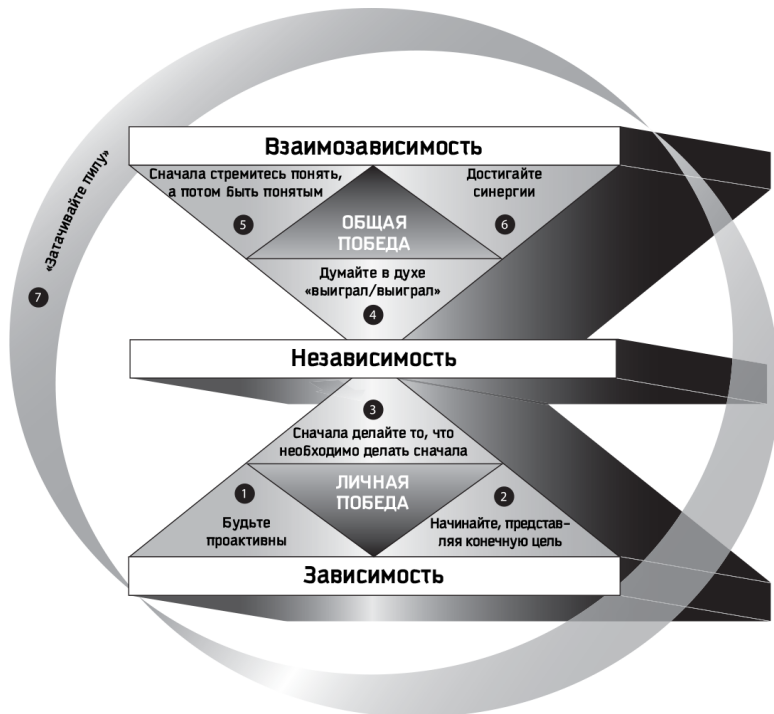 Взаимозависимость
Сначала стремитесь понять,
а потом быть понятым
5
Достигайте
синергии
6
ОБЩАЯ
ПОБЕДА
Думайте в духе
«выиграл/выиграл»
4
«Затачивайте пилу»
7
Независимость
3
Сначала делайте то, что
необходимо делать сначала
1
Будьте
проактивны
ЛИЧНАЯ
ПОБЕДА
2
Начинайте, представ-
ляя конечную цель
Зависимость